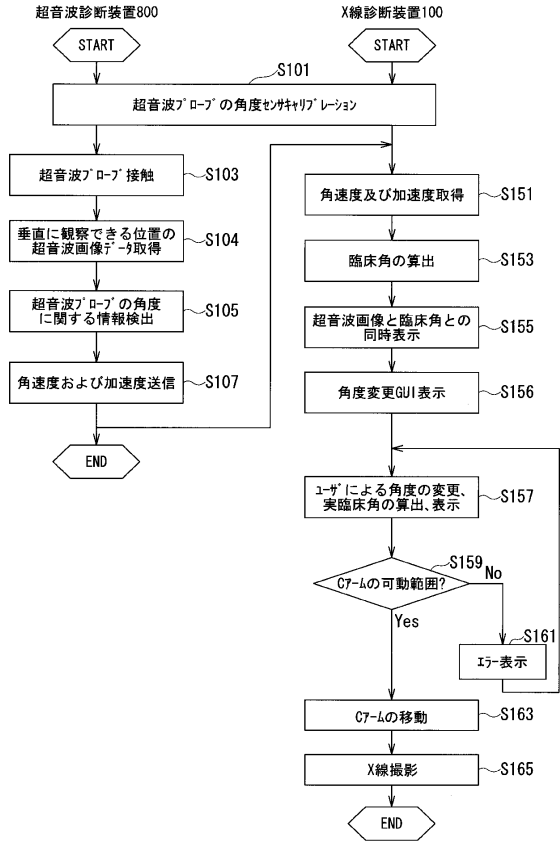 超音波診断装置800
START
X線診断装置100
START
S101
超音波ﾌﾟﾛｰﾌﾞの角度ｾﾝｻｷｬﾘﾌﾞﾚｰｼｮﾝ
超音波ﾌﾟﾛｰﾌﾞ接触
S103
垂直に観察できる位置の
超音波画像ﾃﾞｰﾀ取得
S104
超音波ﾌﾟﾛｰﾌﾞの角度
に関する情報検出
S105
角速度および加速度送信
S107
END
角速度及び加速度取得
S151
臨床角の算出
S153
超音波画像と臨床角との
同時表示
S155
角度変更GUI表示
S156
ﾕｰｻﾞによる角度の変更、
実臨床角の算出、表示
S157
S159
Cｱｰﾑの可動範囲?
No
Yes
S161
ｴﾗｰ表示
Cｱｰﾑの移動
S163
X線撮影
S165
END